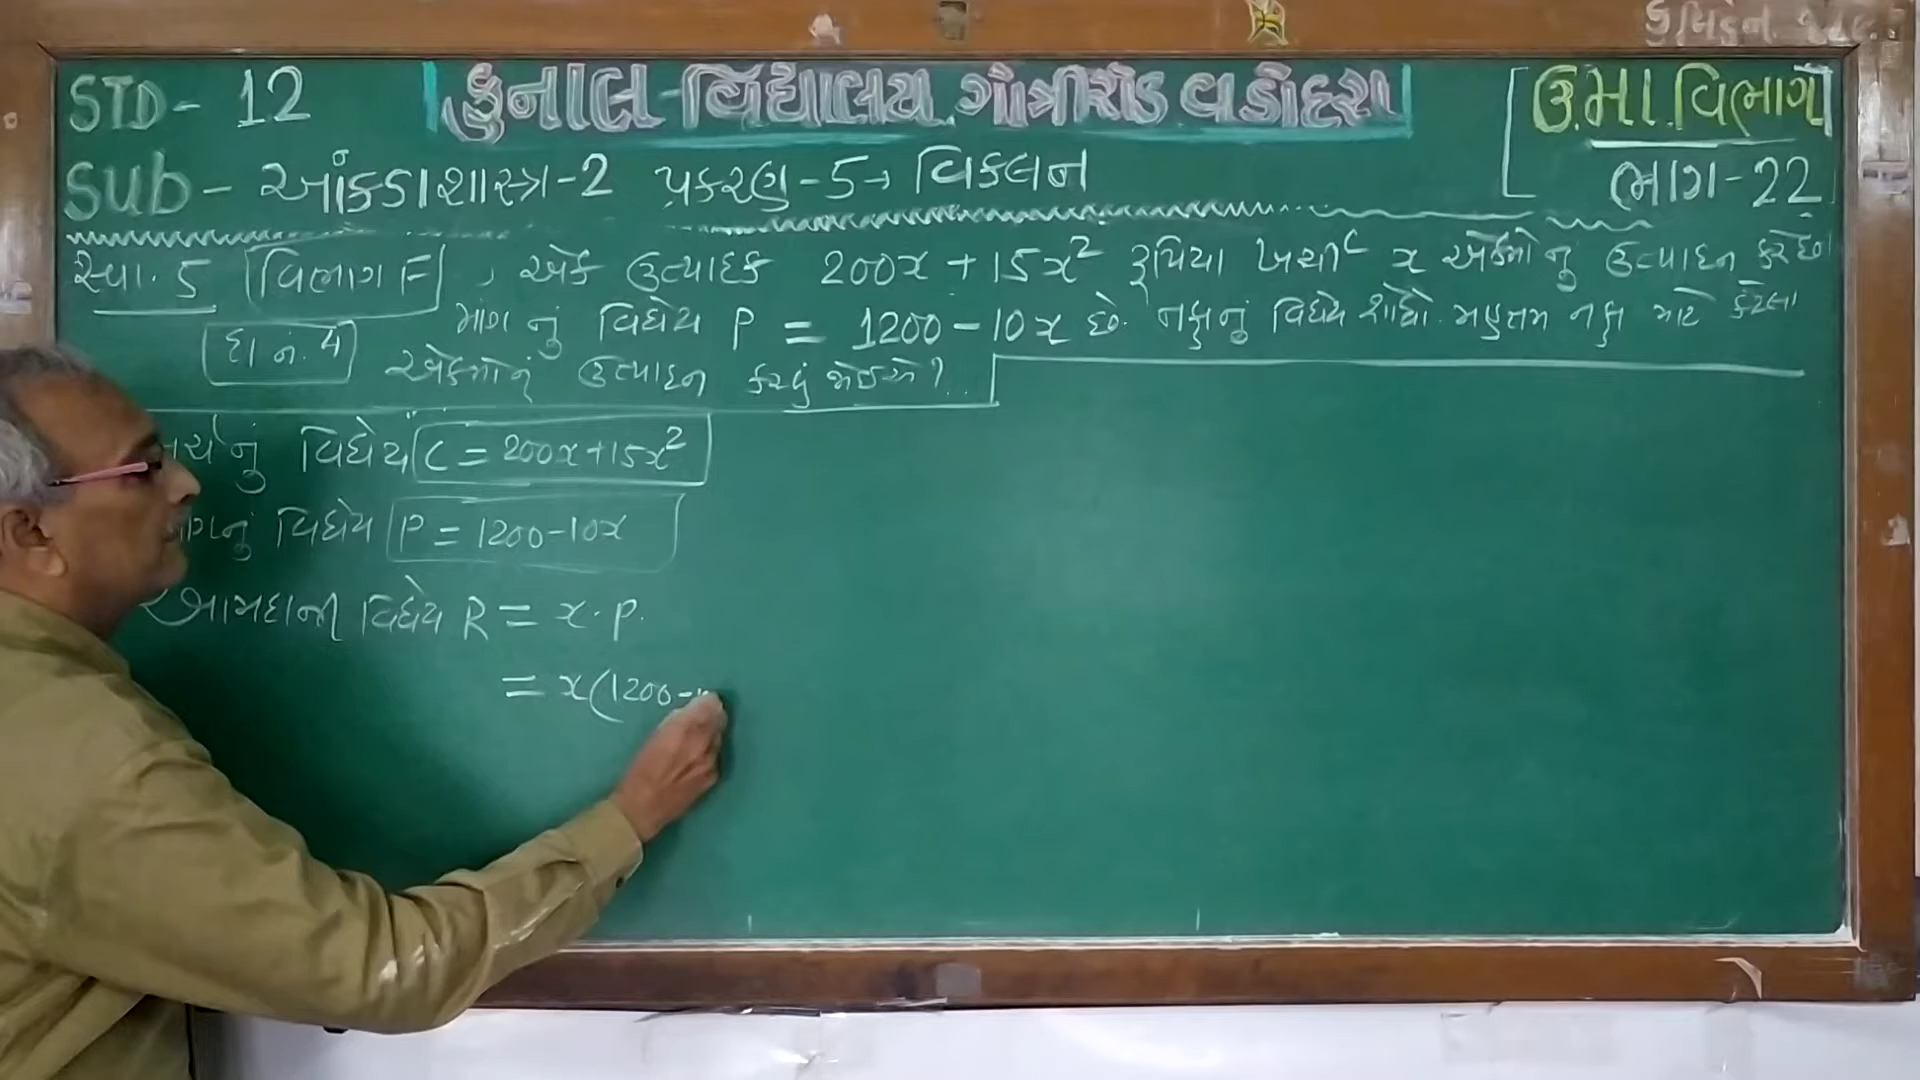 STD - 12 કુનાલ વિદ્યાલય ગોત્રીરોડ વડોદરા ઉ.મા. વિભાગ
SUB - આંકડાશાસ્ત્ર-2 પ્રકરણ-5 → વિકલન ભાગ-22
સ્વા. 5 વિભાગ F, એક ઉત્પાદક 200x + 15x² રૂપિયા ખર્ચી x એકમોનું ઉત્પાદન કરે છે.
દા નં. 4 માંગ નું વિધેય P = 1200 - 10x છે. નફાનું વિધેય શોધો. મહત્તમ નફા માટે કેટલા
એકમોનું ઉત્પાદન કરવું જોઈએ?
ર્ચનું વિધેય C = 200x+15x²
ગનું વિધેય P = 1200-10x
આમદાની વિધેય R = x.p.
= x(1200-